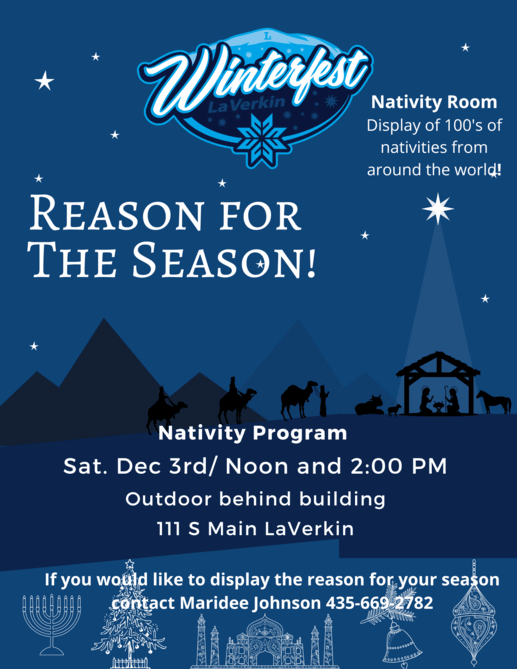 L
Winterfest
LaVerkin
Nativity Room
Display of 100's of
nativities from
around the world!
REASON FOR
THE SEASON!
Nativity Program
Sat. Dec 3rd/ Noon and 2:00 PM
Outdoor behind building
111 S Main LaVerkin
If you would like to display the reason for your season
contact Maridee Johnson 435-669-2782